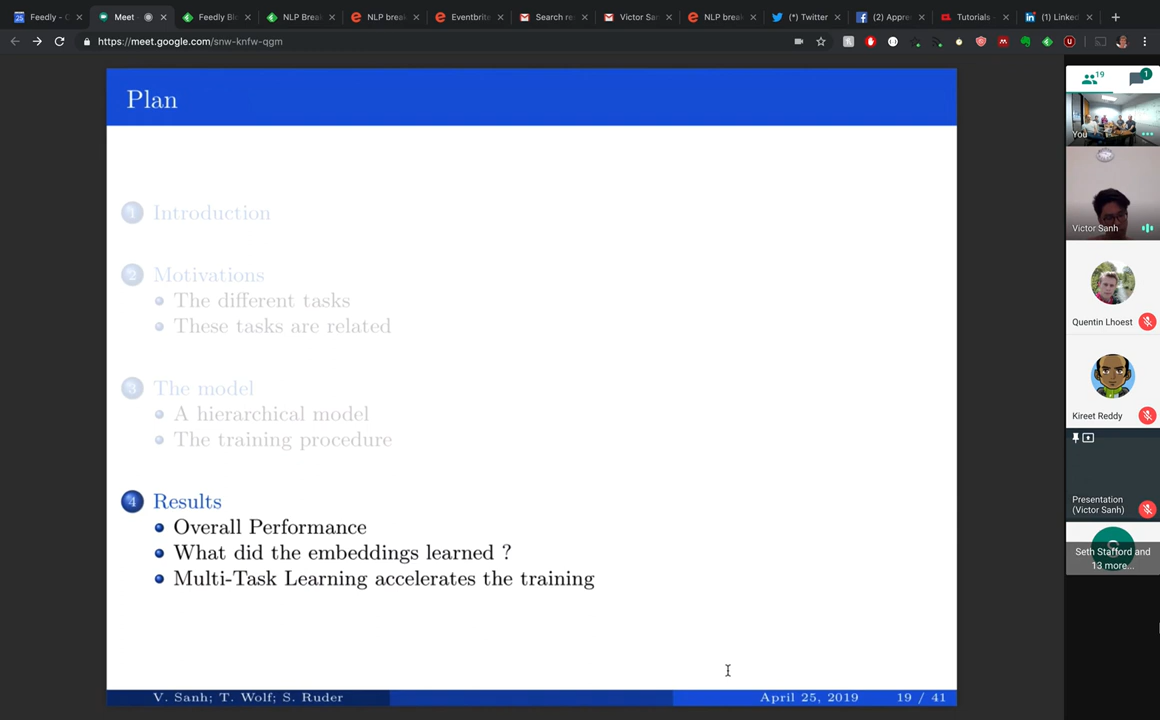 Feedly - C
Meet
Feedly Bl
NLP Brea
NLP brea
Eventbrite
Search re
Victor San
NLP brea
(*) Twitter
(2) Appre
Tutorials
(1) Linked
https://meet.google.com/snw-knfw-qgm
Plan
1 Introduction
2 Motivations
The different tasks
These tasks are related
3 The model
A hierarchical model
The training procedure
4 Results
Overall Performance
What did the embeddings learned ?
Multi-Task Learning accelerates the training
V. Sanh; T. Wolf; S. Ruder
April 25, 2019
19 / 41
19
1
You
Victor Sanh
Quentin Lhoest
Kireet Reddy
Presentation
(Victor Sanh)
Seth Stafford and
13 more...